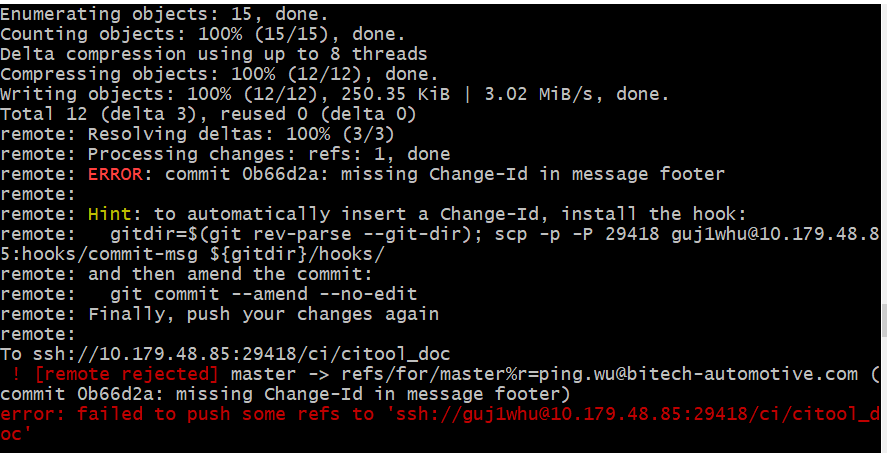 Enumerating objects: 15, done.
Counting objects: 100% (15/15), done.
Delta compression using up to 8 threads
Compressing objects: 100% (12/12), done.
Writing objects: 100% (12/12), 250.35 KiB | 3.02 MiB/s, done.
Total 12 (delta 3), reused 0 (delta 0)
remote: Resolving deltas: 100% (3/3)
remote: Processing changes: refs: 1, done
remote: ERROR: commit 0b66d2a: missing Change-Id in message footer
remote:
remote: Hint: to automatically insert a Change-Id, install the hook:
remote:   gitdir=$(git rev-parse --git-dir); scp -p -P 29418 guj1whu@10.179.48.8
5:hooks/commit-msg ${gitdir}/hooks/
remote: and then amend the commit:
remote:   git commit --amend --no-edit
remote: Finally, push your changes again
remote:
To ssh://10.179.48.85:29418/ci/citool_doc
 ! [remote rejected] master -> refs/for/master%r=ping.wu@bitech-automotive.com (
commit 0b66d2a: missing Change-Id in message footer)
error: failed to push some refs to 'ssh://guj1whu@10.179.48.85:29418/ci/citool_d
oc'